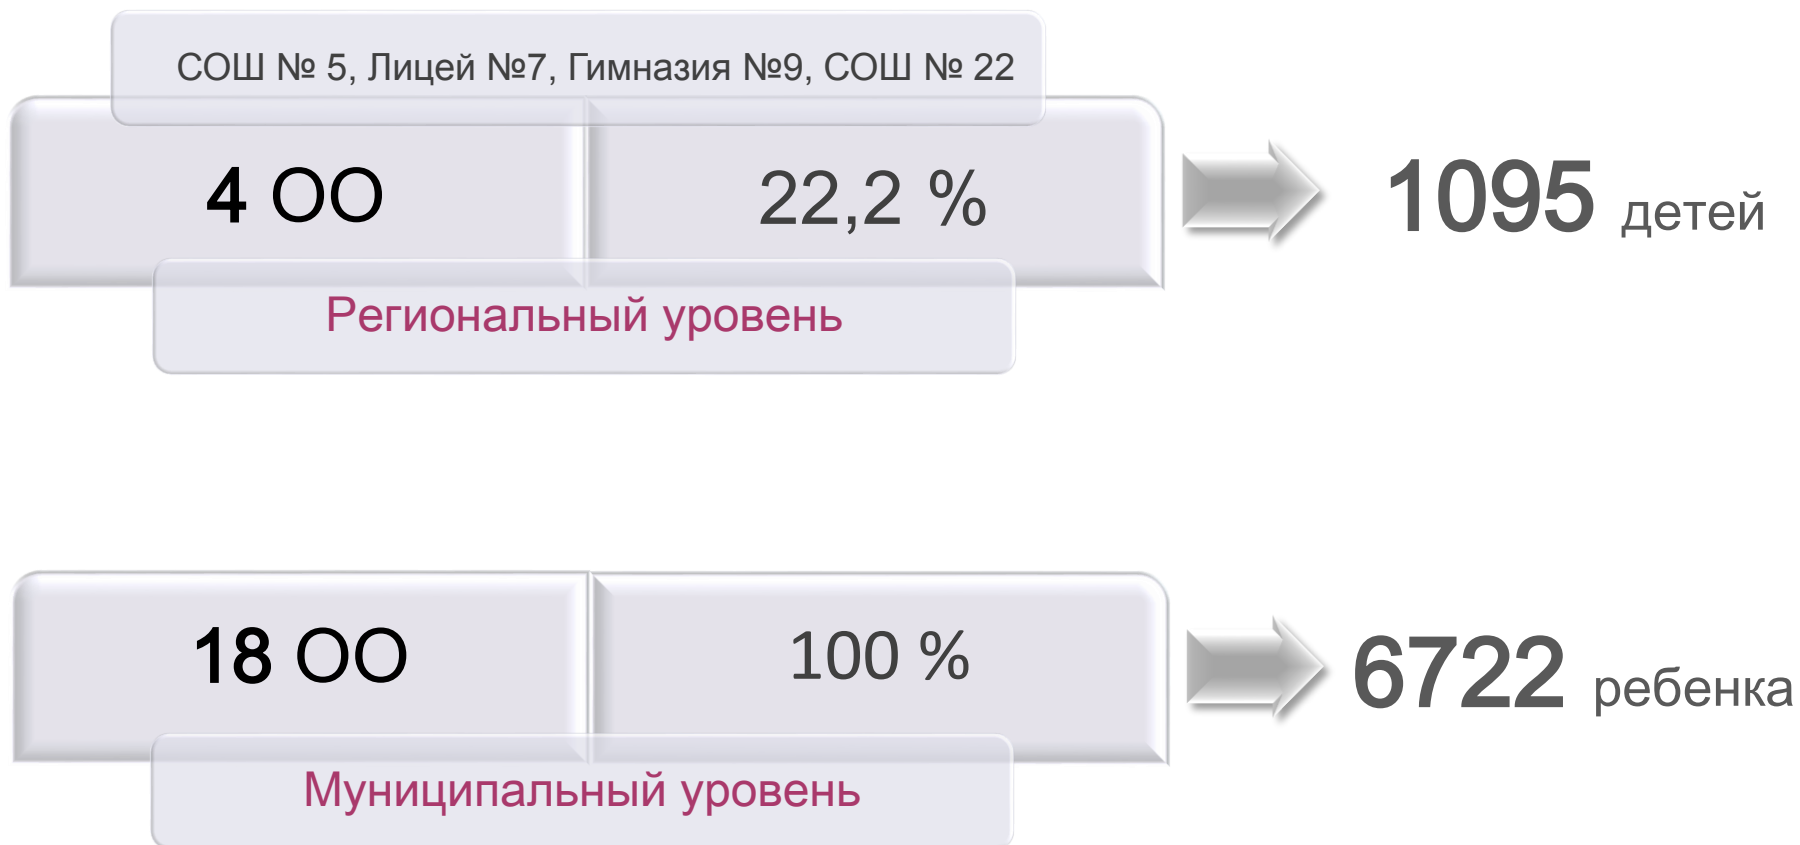 СОШ № 5, Лицей №7, Гимназия №9, СОШ № 22
4 ОО
22,2 %
1095 детей
Региональный уровень
18 ОО
100 %
6722 ребенка
Муниципальный уровень